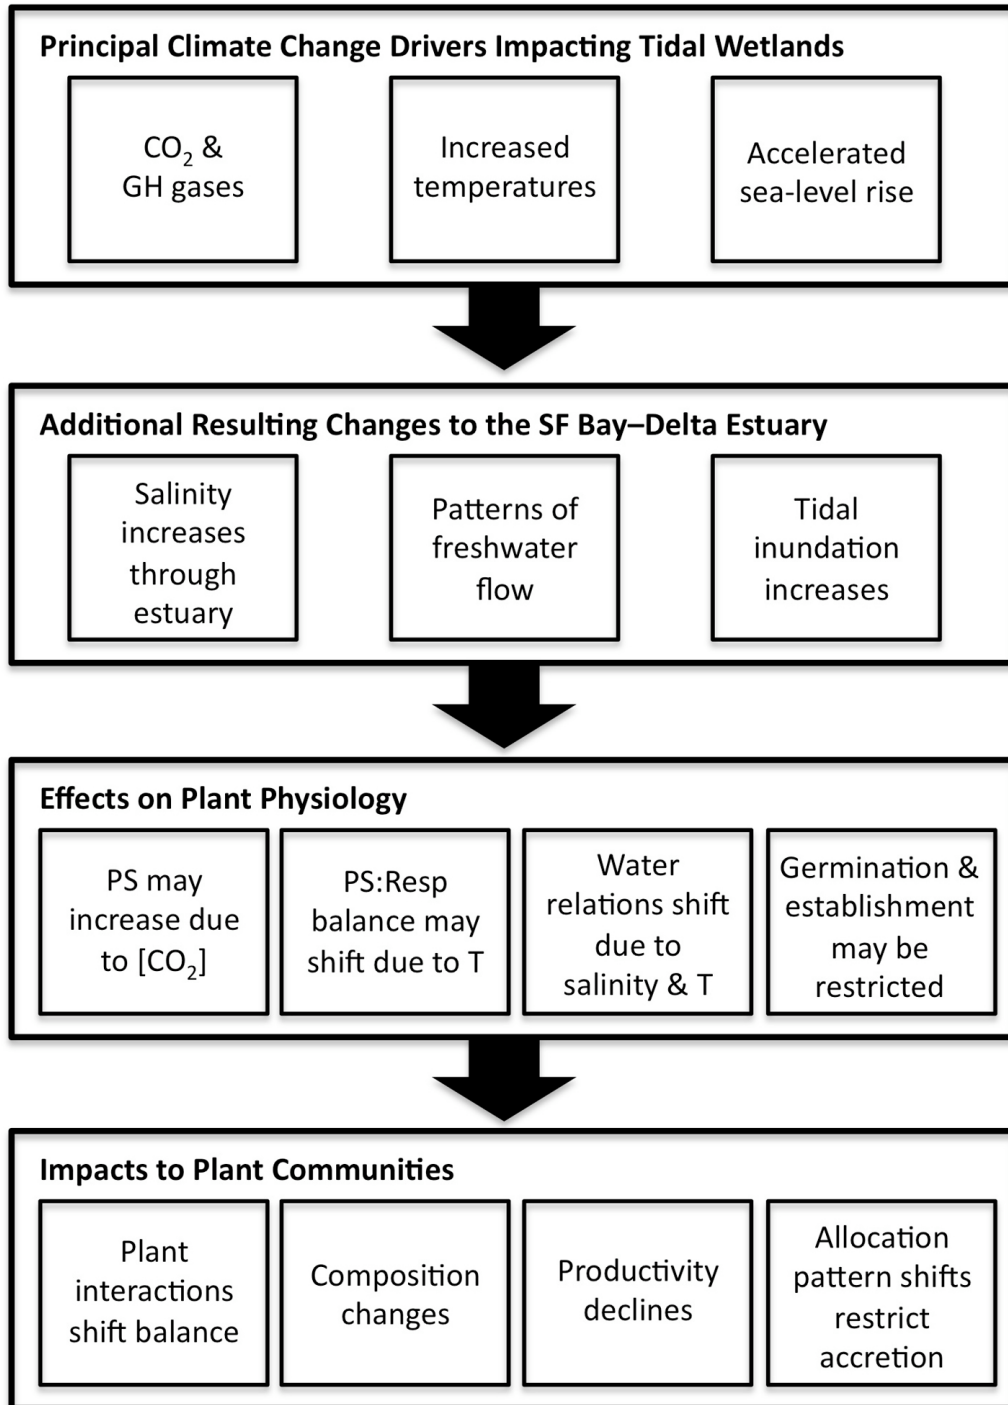 Principal Climate Change Drivers Impacting Tidal Wetlands
CO₂ &
GH gases
Increased
temperatures
Accelerated
sea-level rise
Additional Resulting Changes to the SF Bay–Delta Estuary
Salinity
increases
through
estuary
Patterns of
freshwater
flow
Tidal
inundation
increases
Effects on Plant Physiology
PS may
increase due
to [CO₂]
PS:Resp
balance may
shift due to T
Water
relations shift
due to
salinity & T
Germination &
establishment
may be
restricted
Impacts to Plant Communities
Plant
interactions
shift balance
Composition
changes
Productivity
declines
Allocation
pattern shifts
restrict
accretion